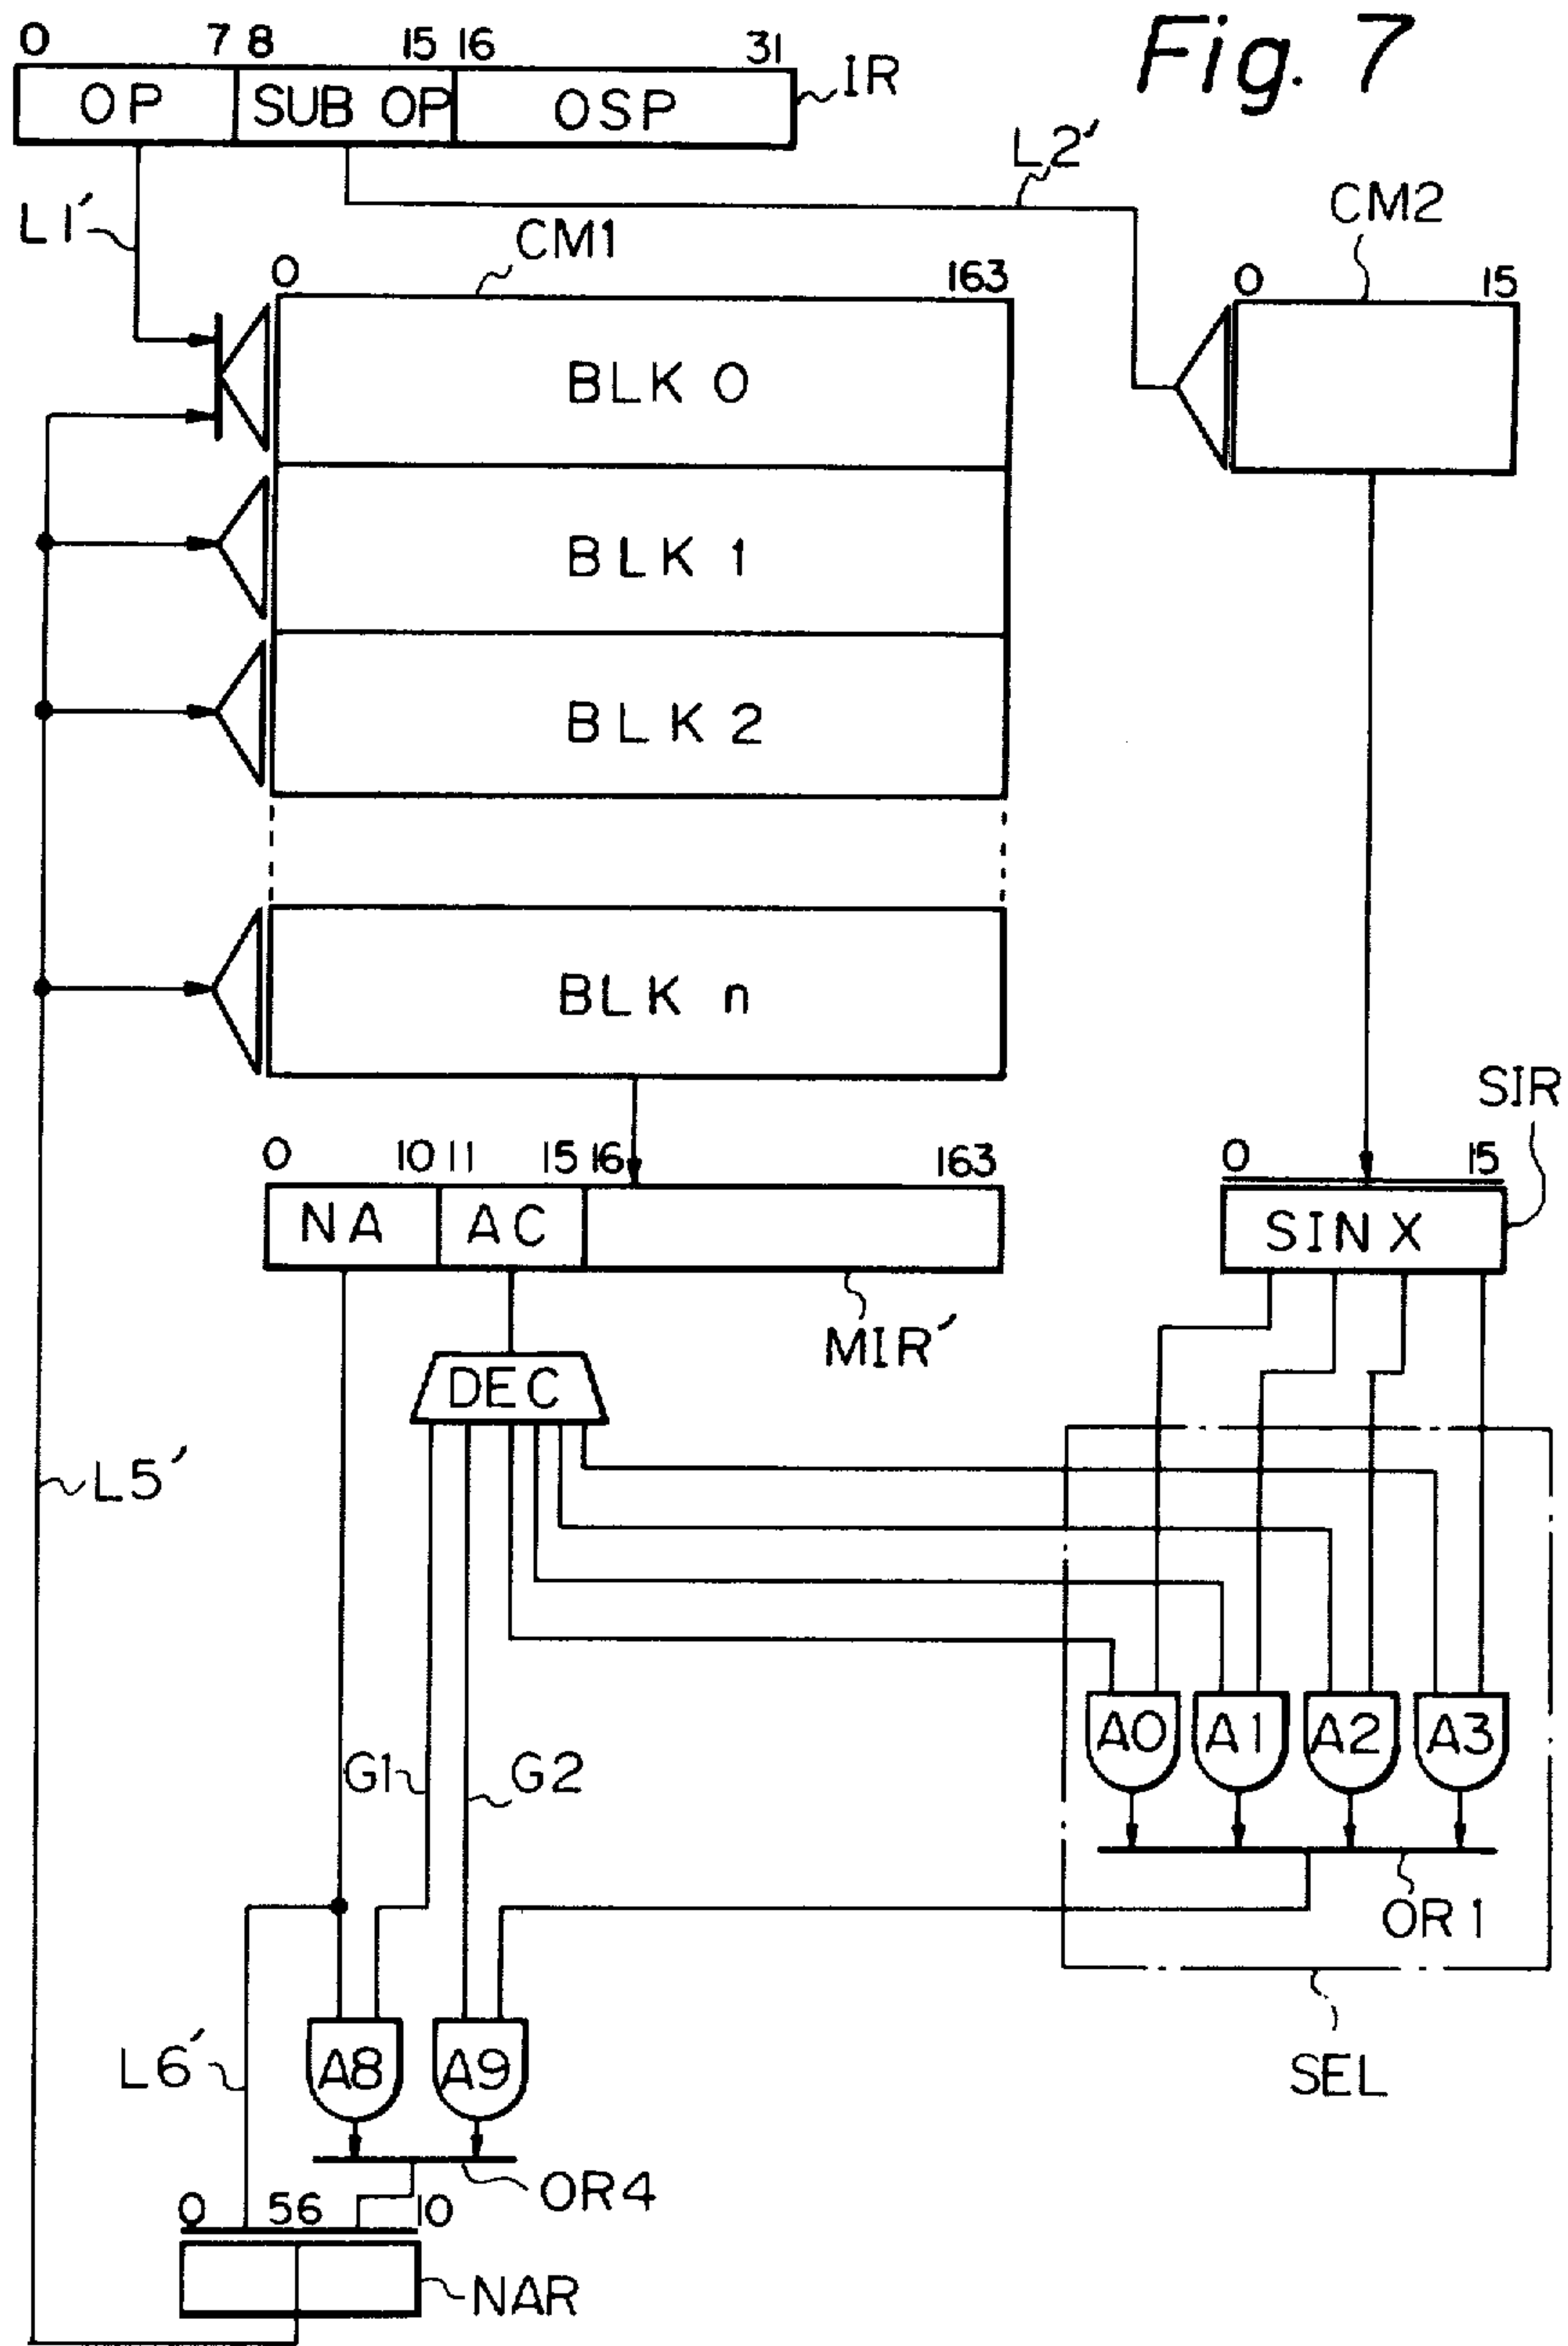 Fig. 7
0 7 8 15 16 31
OP SUB OP OSP IR
L1′
L2′
CM1
CM2
0 163
0 15
BLK 0
BLK 1
BLK 2
BLK n
SIR
0 10 11 15 16 163
0 15
NA AC
SINX
MIR′
DEC
L5′
A0 A1 A2 A3
G1 G2
OR1
L6′
A8 A9
SEL
OR4
0 56 10
NAR